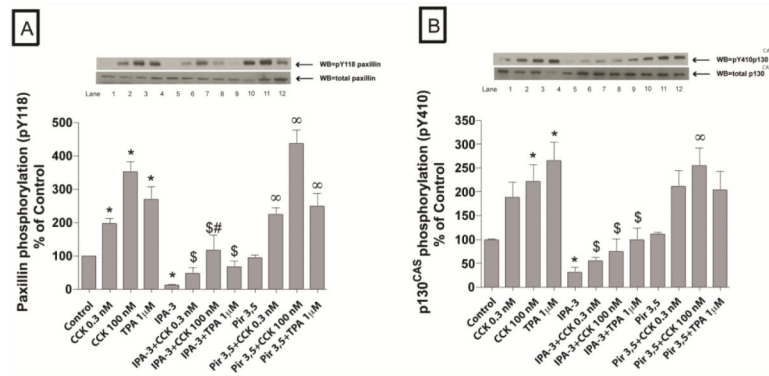 A
WB=pY118 paxillin
WB=total paxillin
Lane 1 2 3 4 5 6 7 8 9 10 11 12
Paxillin phosphorylation (pY118)
% of Control
500
400
300
200
100
0
* * * * $ $# $ ∞ ∞ ∞
Control
CCK 0.3 nM
CCK 100 nM
TPA 1μM
IPA-3
IPA-3+CCK 0.3 nM
IPA-3+CCK 100 nM
IPA-3+TPA 1μM
Pir 3,5
Pir 3,5+CCK 0.3 nM
Pir 3,5+CCK 100 nM
Pir 3,5+TPA 1μM
B
WB=pY410p130CAS
WB=total p130CAS
Lane 1 2 3 4 5 6 7 8 9 10 11 12
p130CAS phosphorylation (pY410)
% of Control
350
300
250
200
150
100
50
0
* * * $ $ $ ∞
Control
CCK 0.3 nM
CCK 100 nM
TPA 1μM
IPA-3
IPA-3+CCK 0.3 nM
IPA-3+CCK 100 nM
IPA-3+TPA 1μM
Pir 3,5
Pir 3,5+CCK 0.3 nM
Pir 3,5+CCK 100 nM
Pir 3,5+TPA 1μM